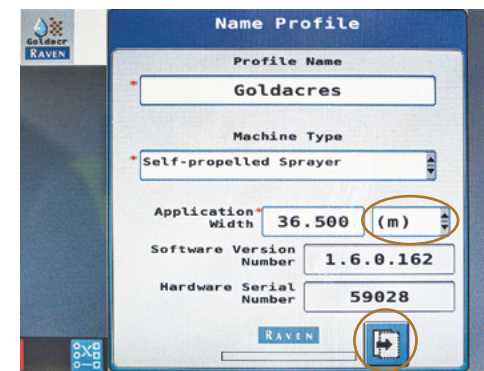 Name Profile
Goldacr
RAVEN
Profile Name
* Goldacres
Machine Type
* Self-propelled Sprayer
Application*
Width 36.500 (m)
Software Version
Number 1.6.0.162
Hardware Serial
Number 59028
RAVEN